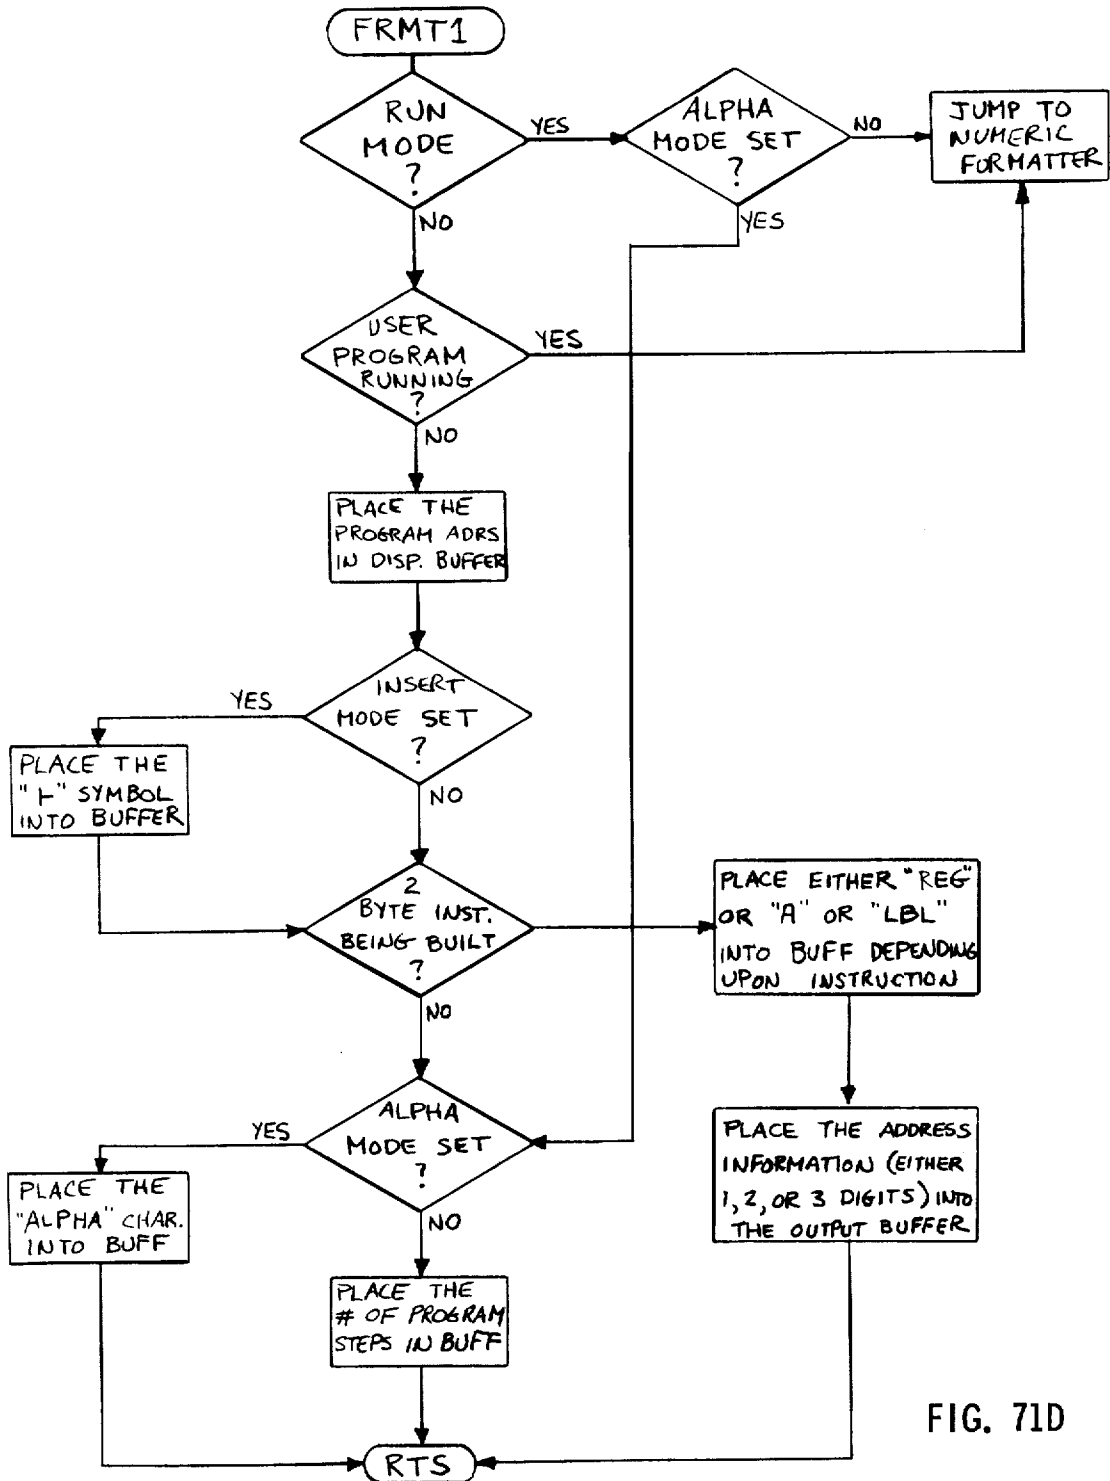 FRMT1
RUN
MODE
?
YES
NO
ALPHA
MODE SET
?
NO
YES
JUMP TO
NUMERIC
FORMATTER
USER
PROGRAM
RUNNING
?
YES
NO
PLACE THE
PROGRAM ADRS
IN DISP. BUFFER
INSERT
MODE SET
?
YES
NO
PLACE THE
"⊢" SYMBOL
INTO BUFFER
2
BYTE INST.
BEING BUILT
?
NO
PLACE EITHER "REG"
OR "A" OR "LBL"
INTO BUFF DEPENDING
UPON INSTRUCTION
ALPHA
MODE SET
?
YES
NO
PLACE THE ADDRESS
INFORMATION (EITHER
1, 2, OR 3 DIGITS) INTO
THE OUTPUT BUFFER
PLACE THE
"ALPHA" CHAR.
INTO BUFF
PLACE THE
# OF PROGRAM
STEPS IN BUFF
RTS
FIG. 71D